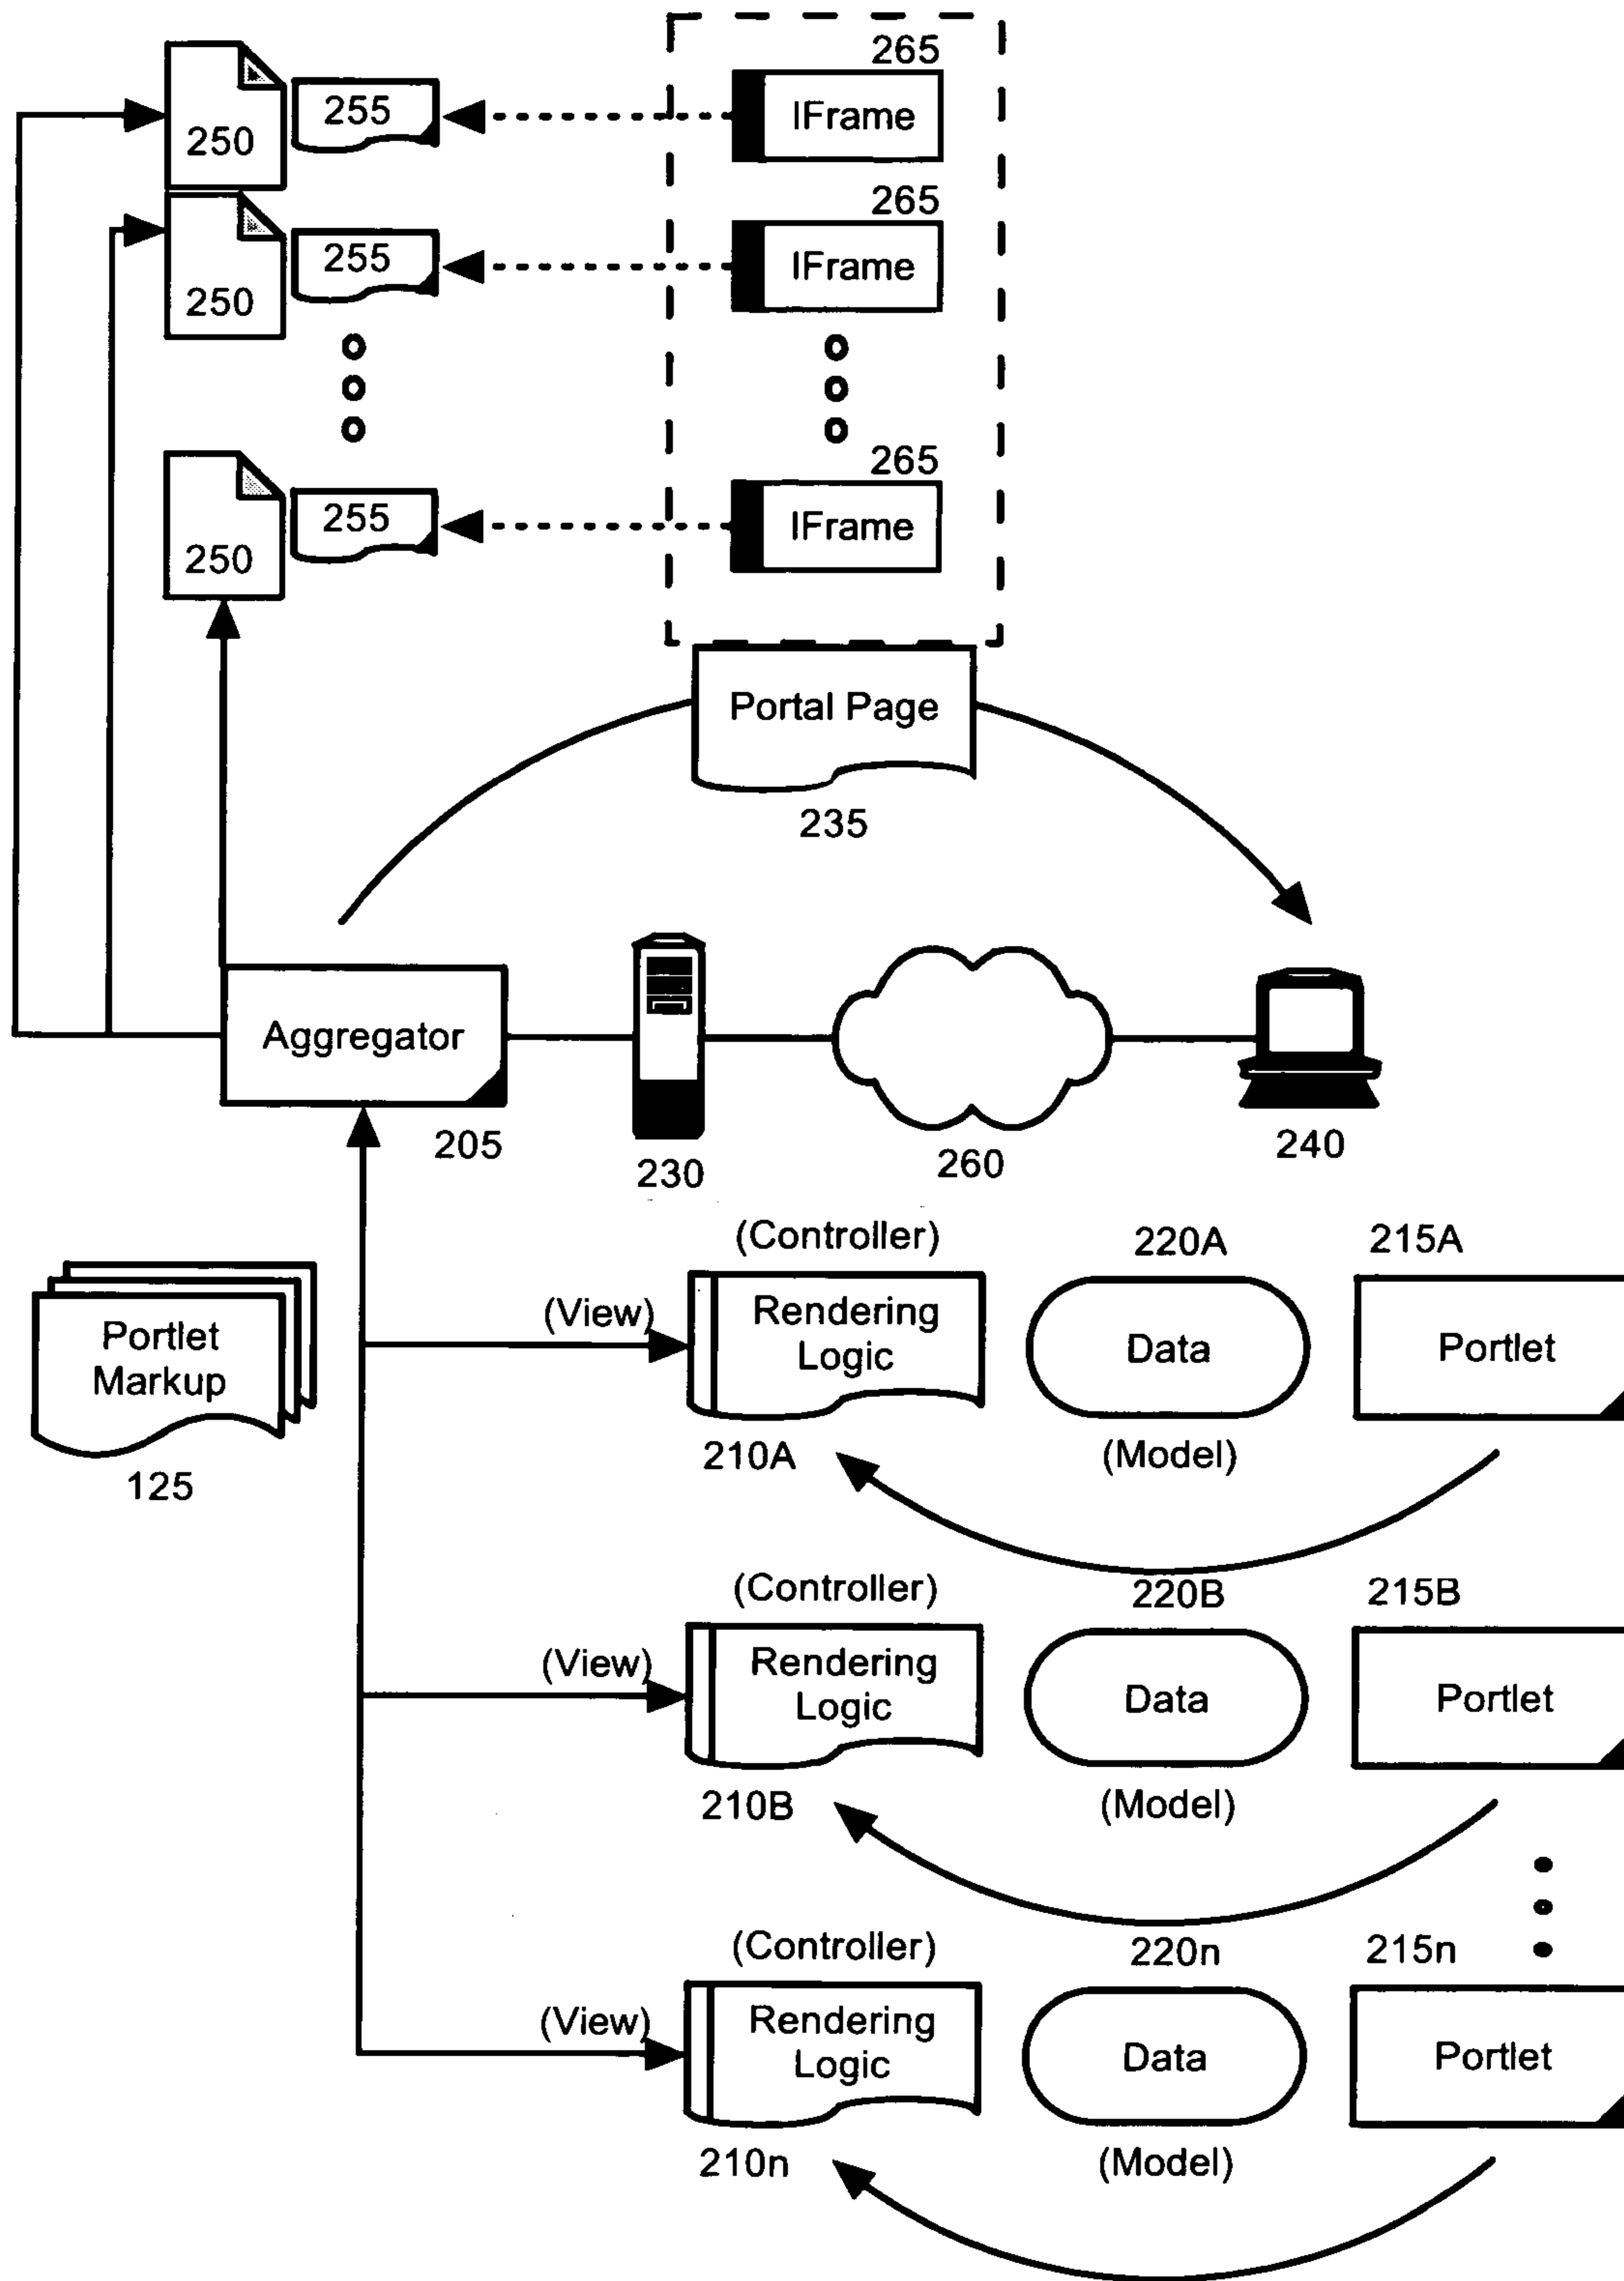 265
250
255
IFrame
265
250
255
IFrame
265
250
255
IFrame
Portal Page
235
Aggregator
205
230
260
240
(Controller)
220A
215A
Portlet
Markup
125
(View)
Rendering
Logic
Data
Portlet
210A
(Model)
(Controller)
220B
215B
(View)
Rendering
Logic
Data
Portlet
210B
(Model)
(Controller)
220n
215n
(View)
Rendering
Logic
Data
Portlet
210n
(Model)